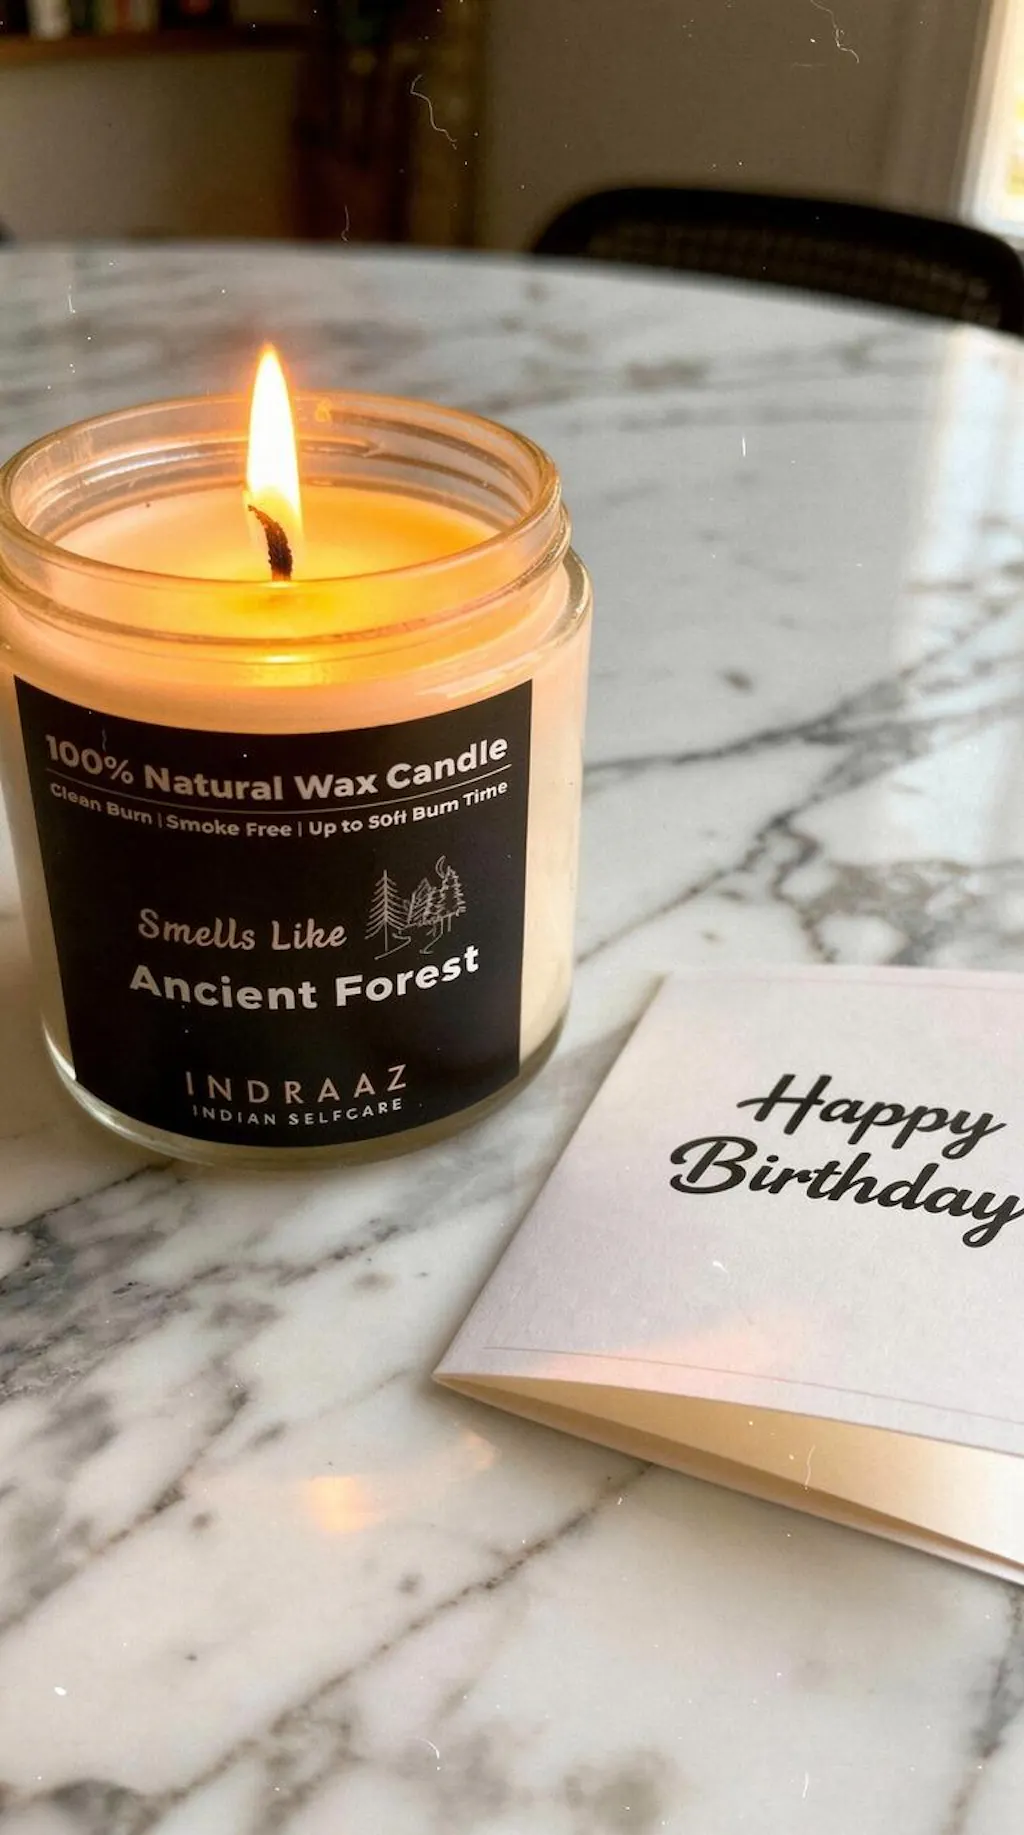 100% Natural Wax Candle
Clean Burn | Smoke Free | Up to 50H Burn Time
Smells Like
Ancient Forest
INDRAAZ
INDIAN SELFCARE
Happy
Birthday